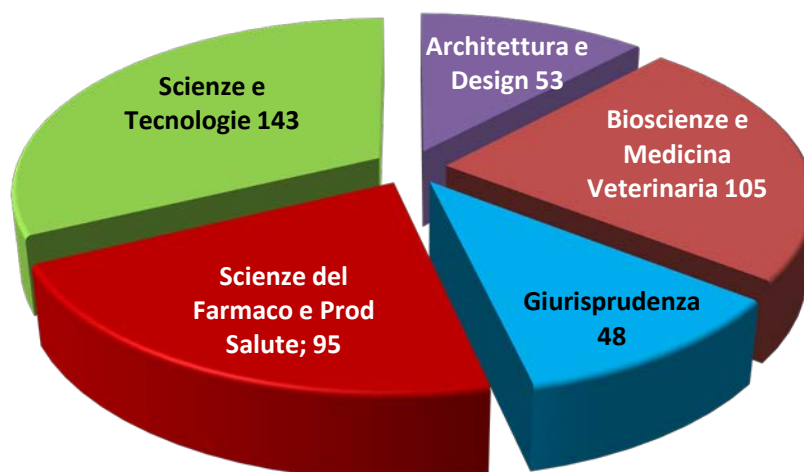 Architettura e
Design 53
Bioscienze e
Medicina
Veterinaria 105
Giurisprudenza
48
Scienze del
Farmaco e Prod
Salute; 95
Scienze e
Tecnologie 143